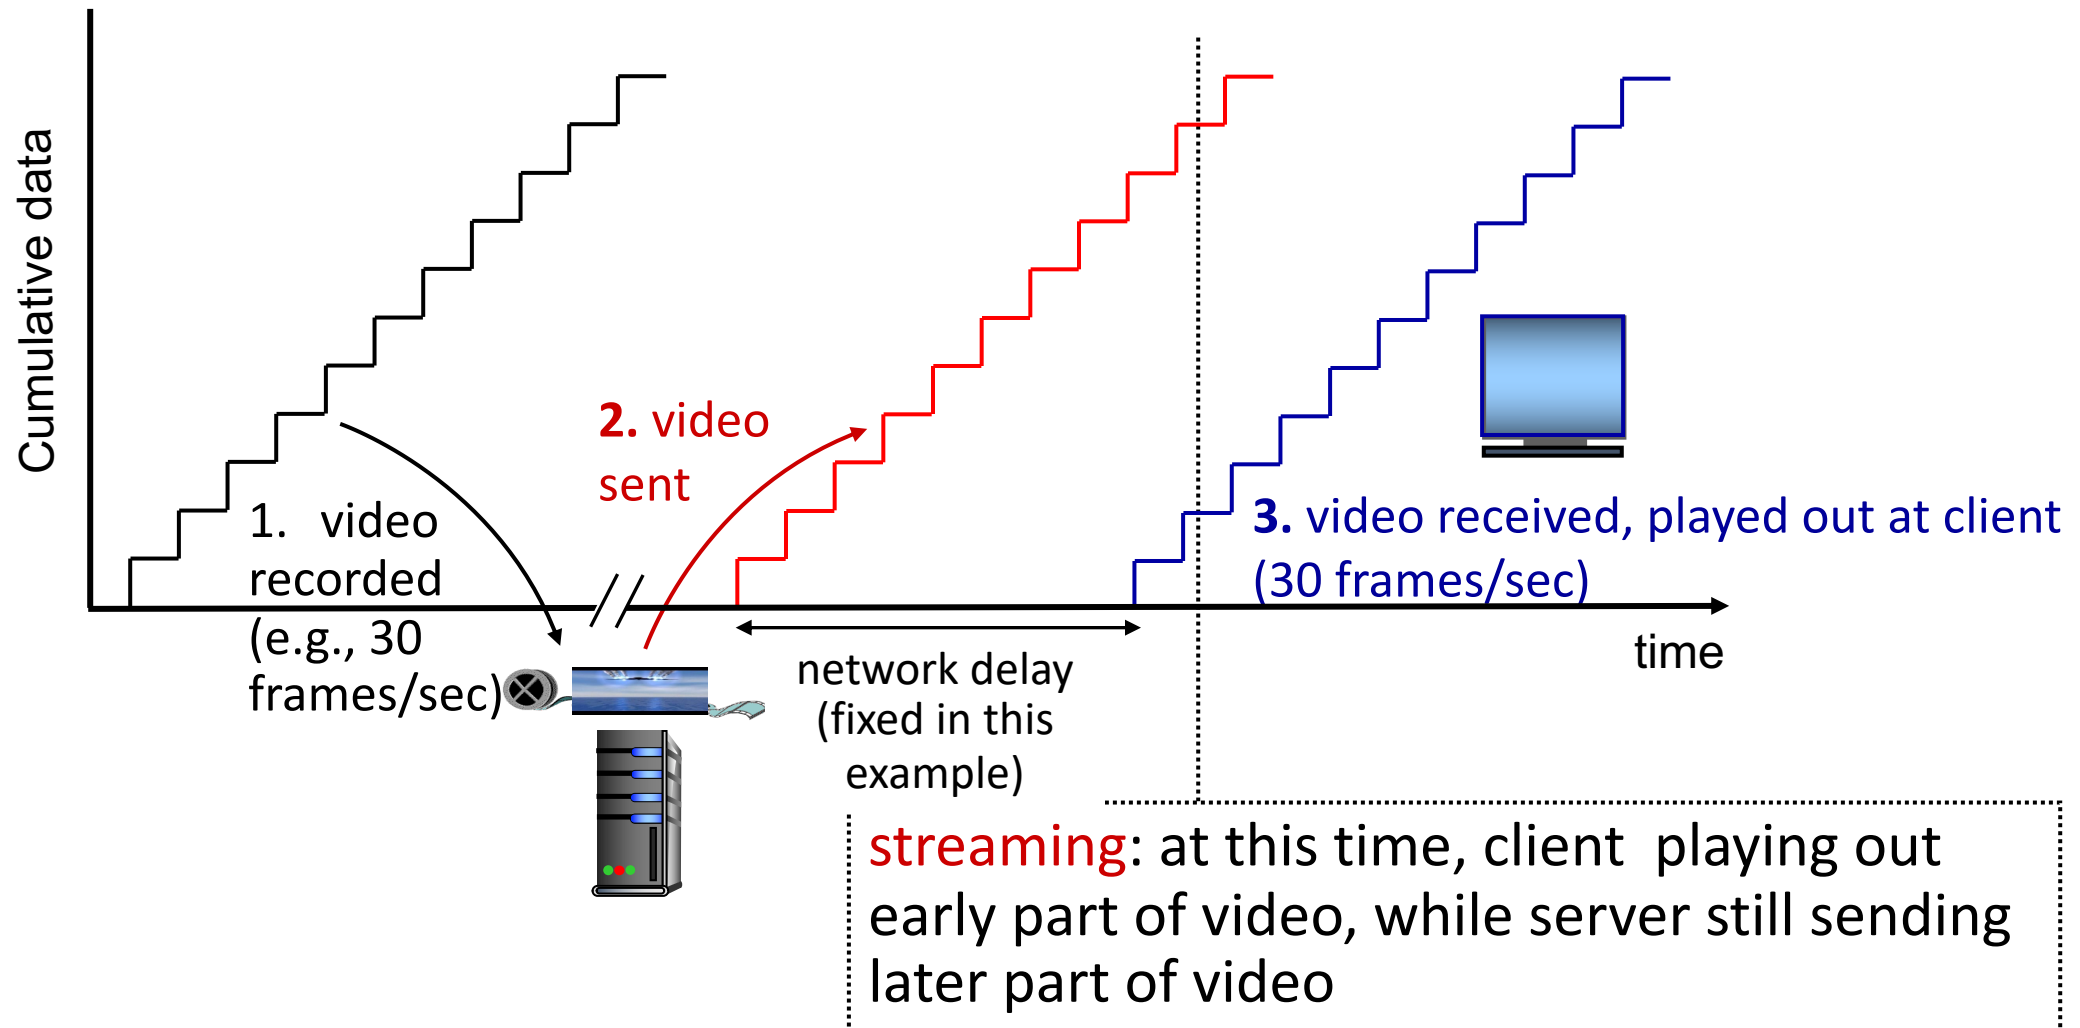 Cumulative data
1. video
recorded
(e.g., 30
frames/sec)
2. video
sent
3. video received, played out at client
(30 frames/sec)
time
network delay
(fixed in this
example)
streaming: at this time, client playing out
early part of video, while server still sending
later part of video